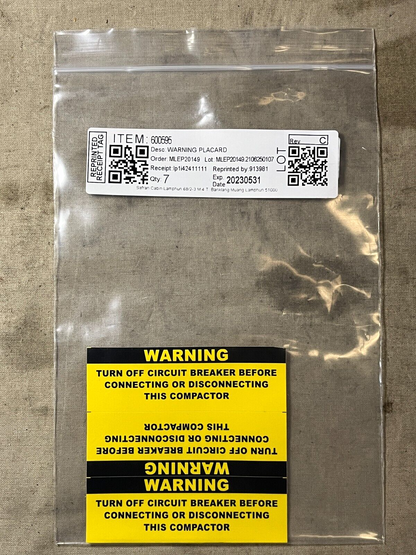 REPRINTED
RECEIPT TAG
ITEM: 600595
Desc. WARNING PLACARD
Order: MLEP20149 Lot: MLEP20149:2106250107
Receipt Reprinted by:913981
Qty 7
Exp Date 20230531
LOT
Rev C
WARNING
TURN OFF CIRCUIT BREAKER BEFORE
CONNECTING OR DISCONNECTING
THIS COMPACTOR
WARNING
TURN OFF CIRCUIT BREAKER BEFORE
CONNECTING OR DISCONNECTING
THIS COMPACTOR
WARNING
TURN OFF CIRCUIT BREAKER BEFORE
CONNECTING OR DISCONNECTING
THIS COMPACTOR